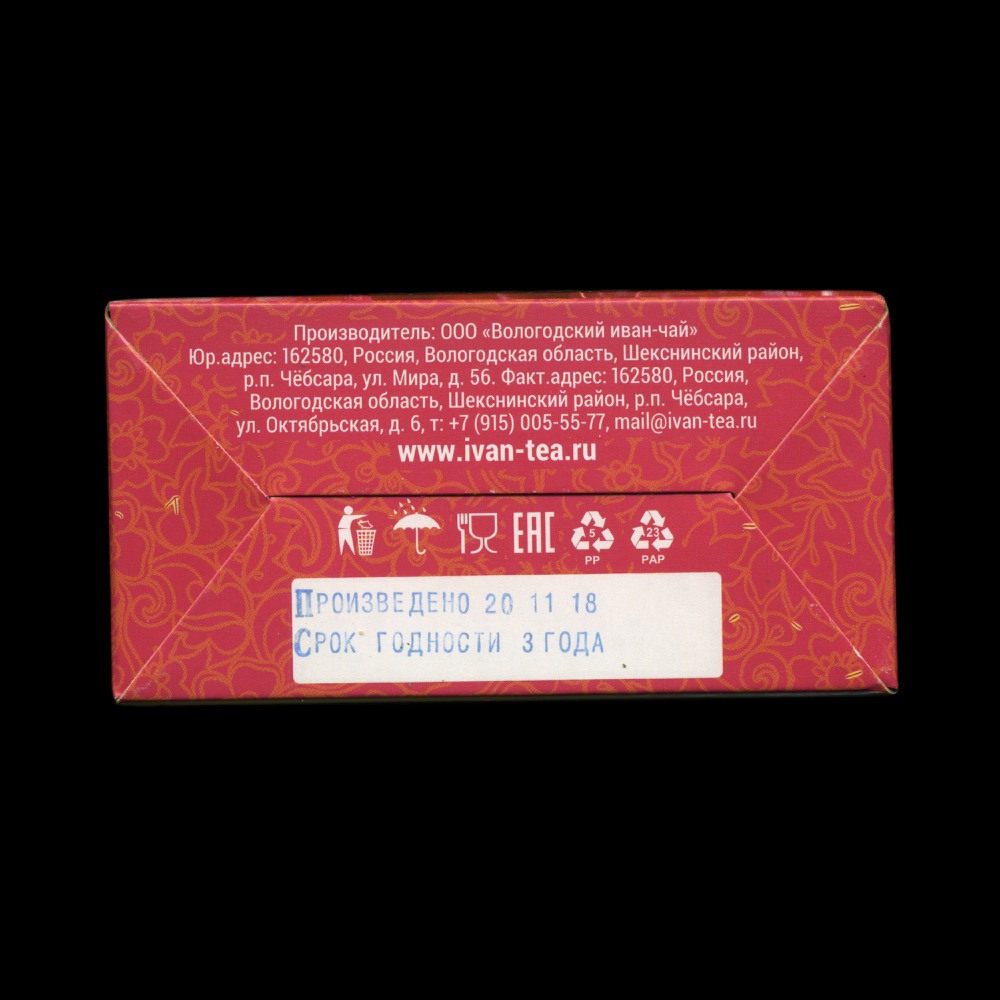 Производитель: ООО «Вологодский иван-чай»
Юр.адрес: 162580, Россия, Вологодская область, Шекснинский район,
р.п. Чёбсара, ул. Мира, д. 56. Факт.адрес: 162580, Россия,
Вологодская область, Шекснинский район, р.п. Чёбсара,
ул. Октябрьская, д. 6, т: +7 (915) 005-55-77, mail@ivan-tea.ru
www.ivan-tea.ru
EAC 5 23
PP PAP
ПРОИЗВЕДЕНО 20 11 18
СРОК ГОДНОСТИ 3 ГОДА